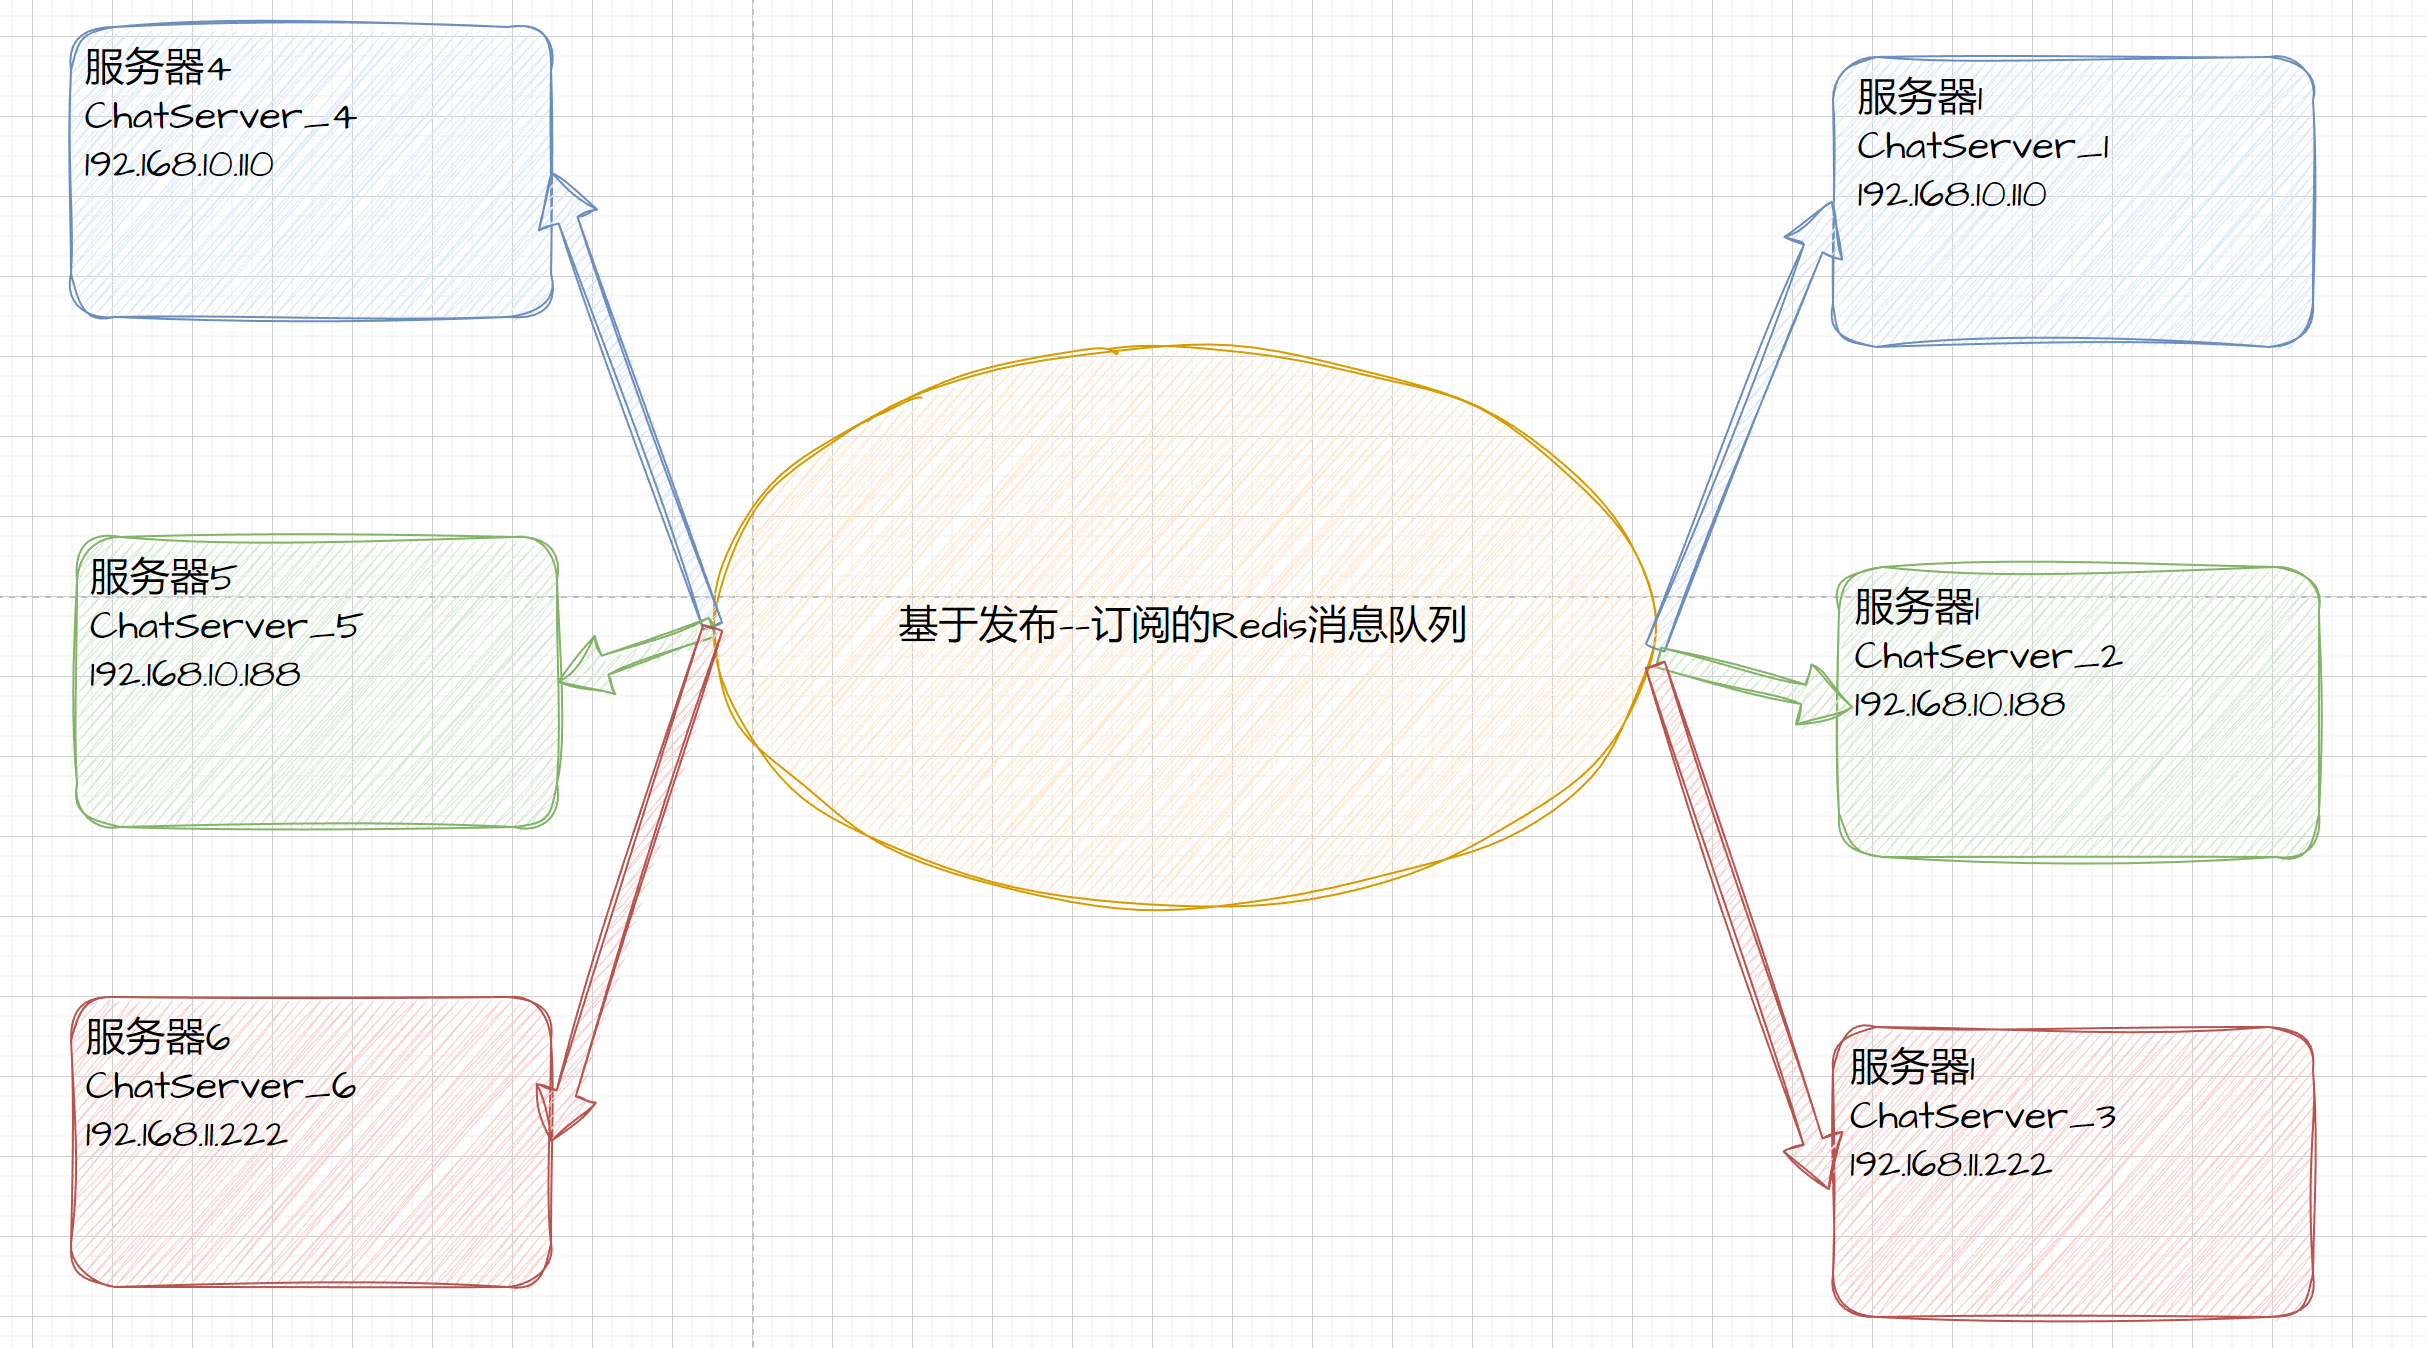 服务器4
ChatServer_4
192.168.10.110
服务器1
ChatServer_1
192.168.10.110
服务器5
ChatServer_5
192.168.10.188
基于发布--订阅的Redis消息队列
服务器1
ChatServer_2
192.168.10.188
服务器6
ChatServer_6
192.168.11.222
服务器1
ChatServer_3
192.168.11.222